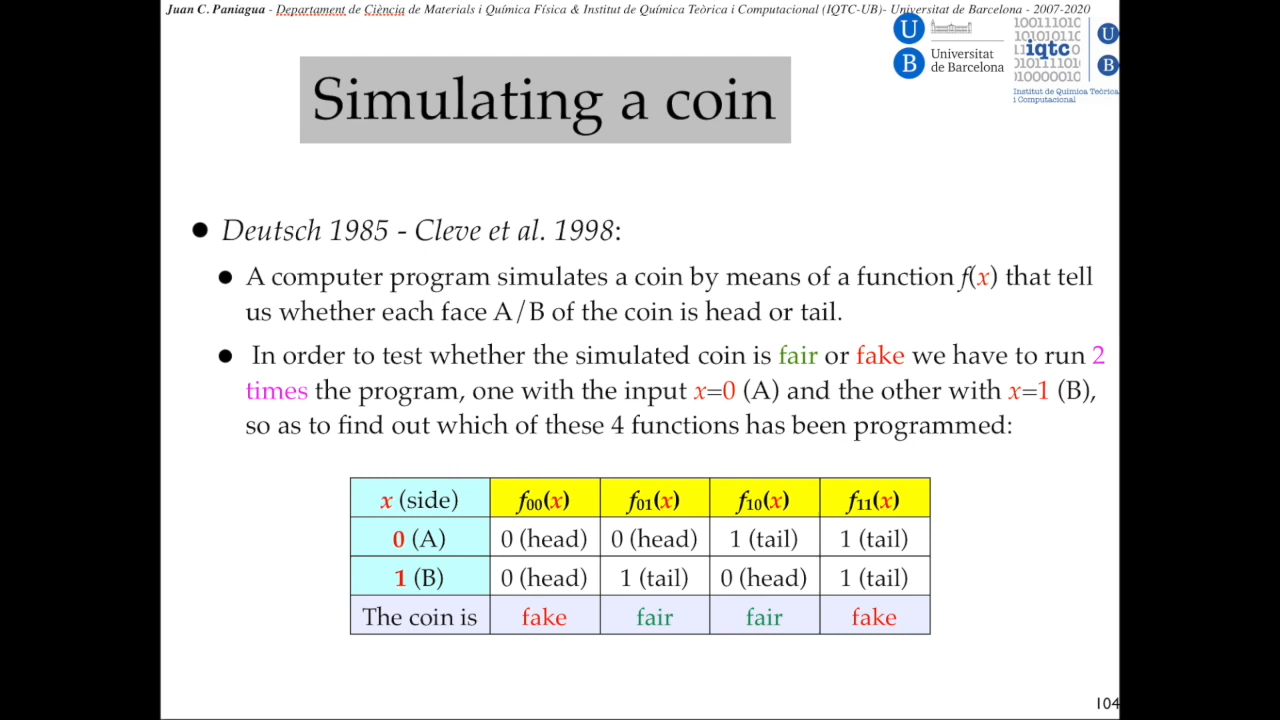 Juan C. Paniagua - Departament de Ciència de Materials i Química Física & Institut de Química Teòrica i Computacional (IQTC-UB)- Universitat de Barcelona - 2007-2020
U B Universitat
de Barcelona
10011101C
10101011C
iqtc
01011101
01000001C
U
B
Institut de Química Teòrica
i Computacional
Simulating a coin
● Deutsch 1985 - Cleve et al. 1998:
● A computer program simulates a coin by means of a function f(x) that tell
us whether each face A/B of the coin is head or tail.
● In order to test whether the simulated coin is fair or fake we have to run 2
times the program, one with the input x=0 (A) and the other with x=1 (B),
so as to find out which of these 4 functions has been programmed:
x (side) f00(x) f01(x) f10(x) f11(x)
0 (A) 0 (head) 0 (head) 1 (tail) 1 (tail)
1 (B) 0 (head) 1 (tail) 0 (head) 1 (tail)
The coin is fake fair fair fake
104